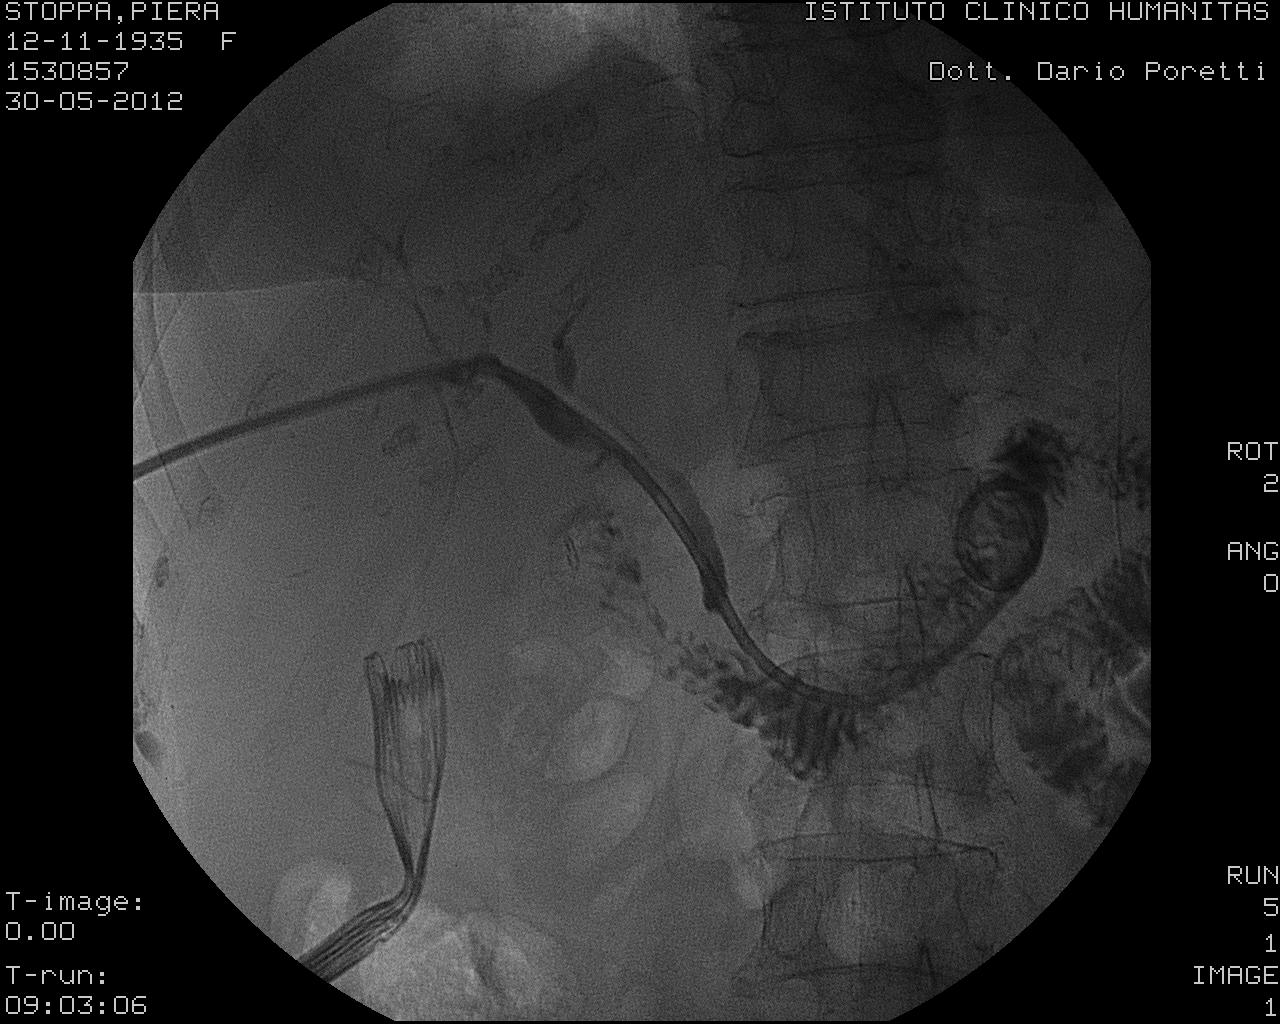 STOPPA,PIERA
12-11-1935 F
1530857
30-05-2012
ISTITUTO CLINICO HUMANITAS
Dott. Dario Poretti
ROT
2
ANG
0
T-image:
0.00
T-run:
09:03:06
RUN
5
1
IMAGE
1